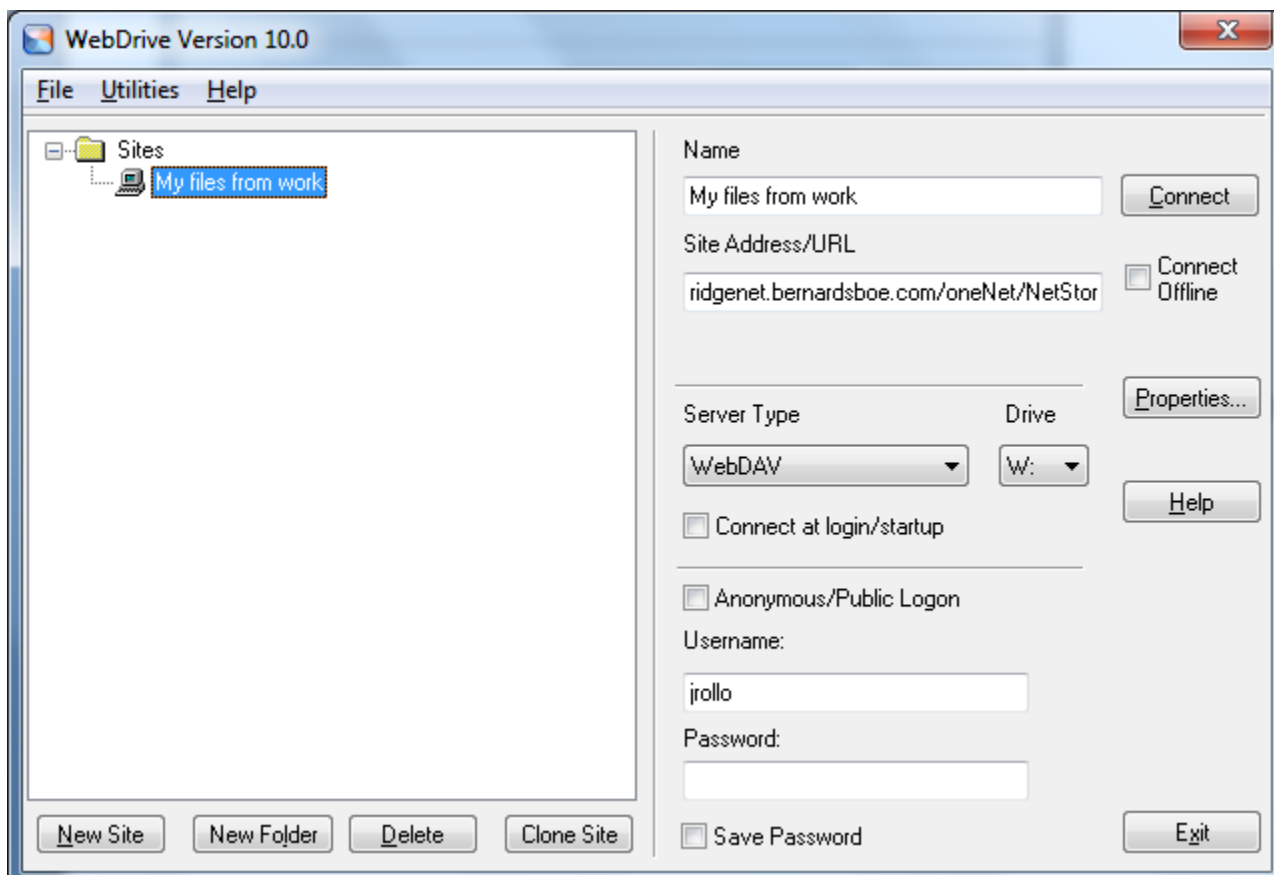 WebDrive Version 10.0
File Utilities Help
Sites
My files from work
Name
My files from work
Connect
Site Address/URL
ridgenet.bernardsboe.com/oneNet/NetStor
Connect
Offline
Properties...
Server Type Drive
WebDAV W:
Help
Connect at login/startup
Anonymous/Public Logon
Username:
jrollo
Password:
Save Password
New Site New Folder Delete Clone Site
Exit